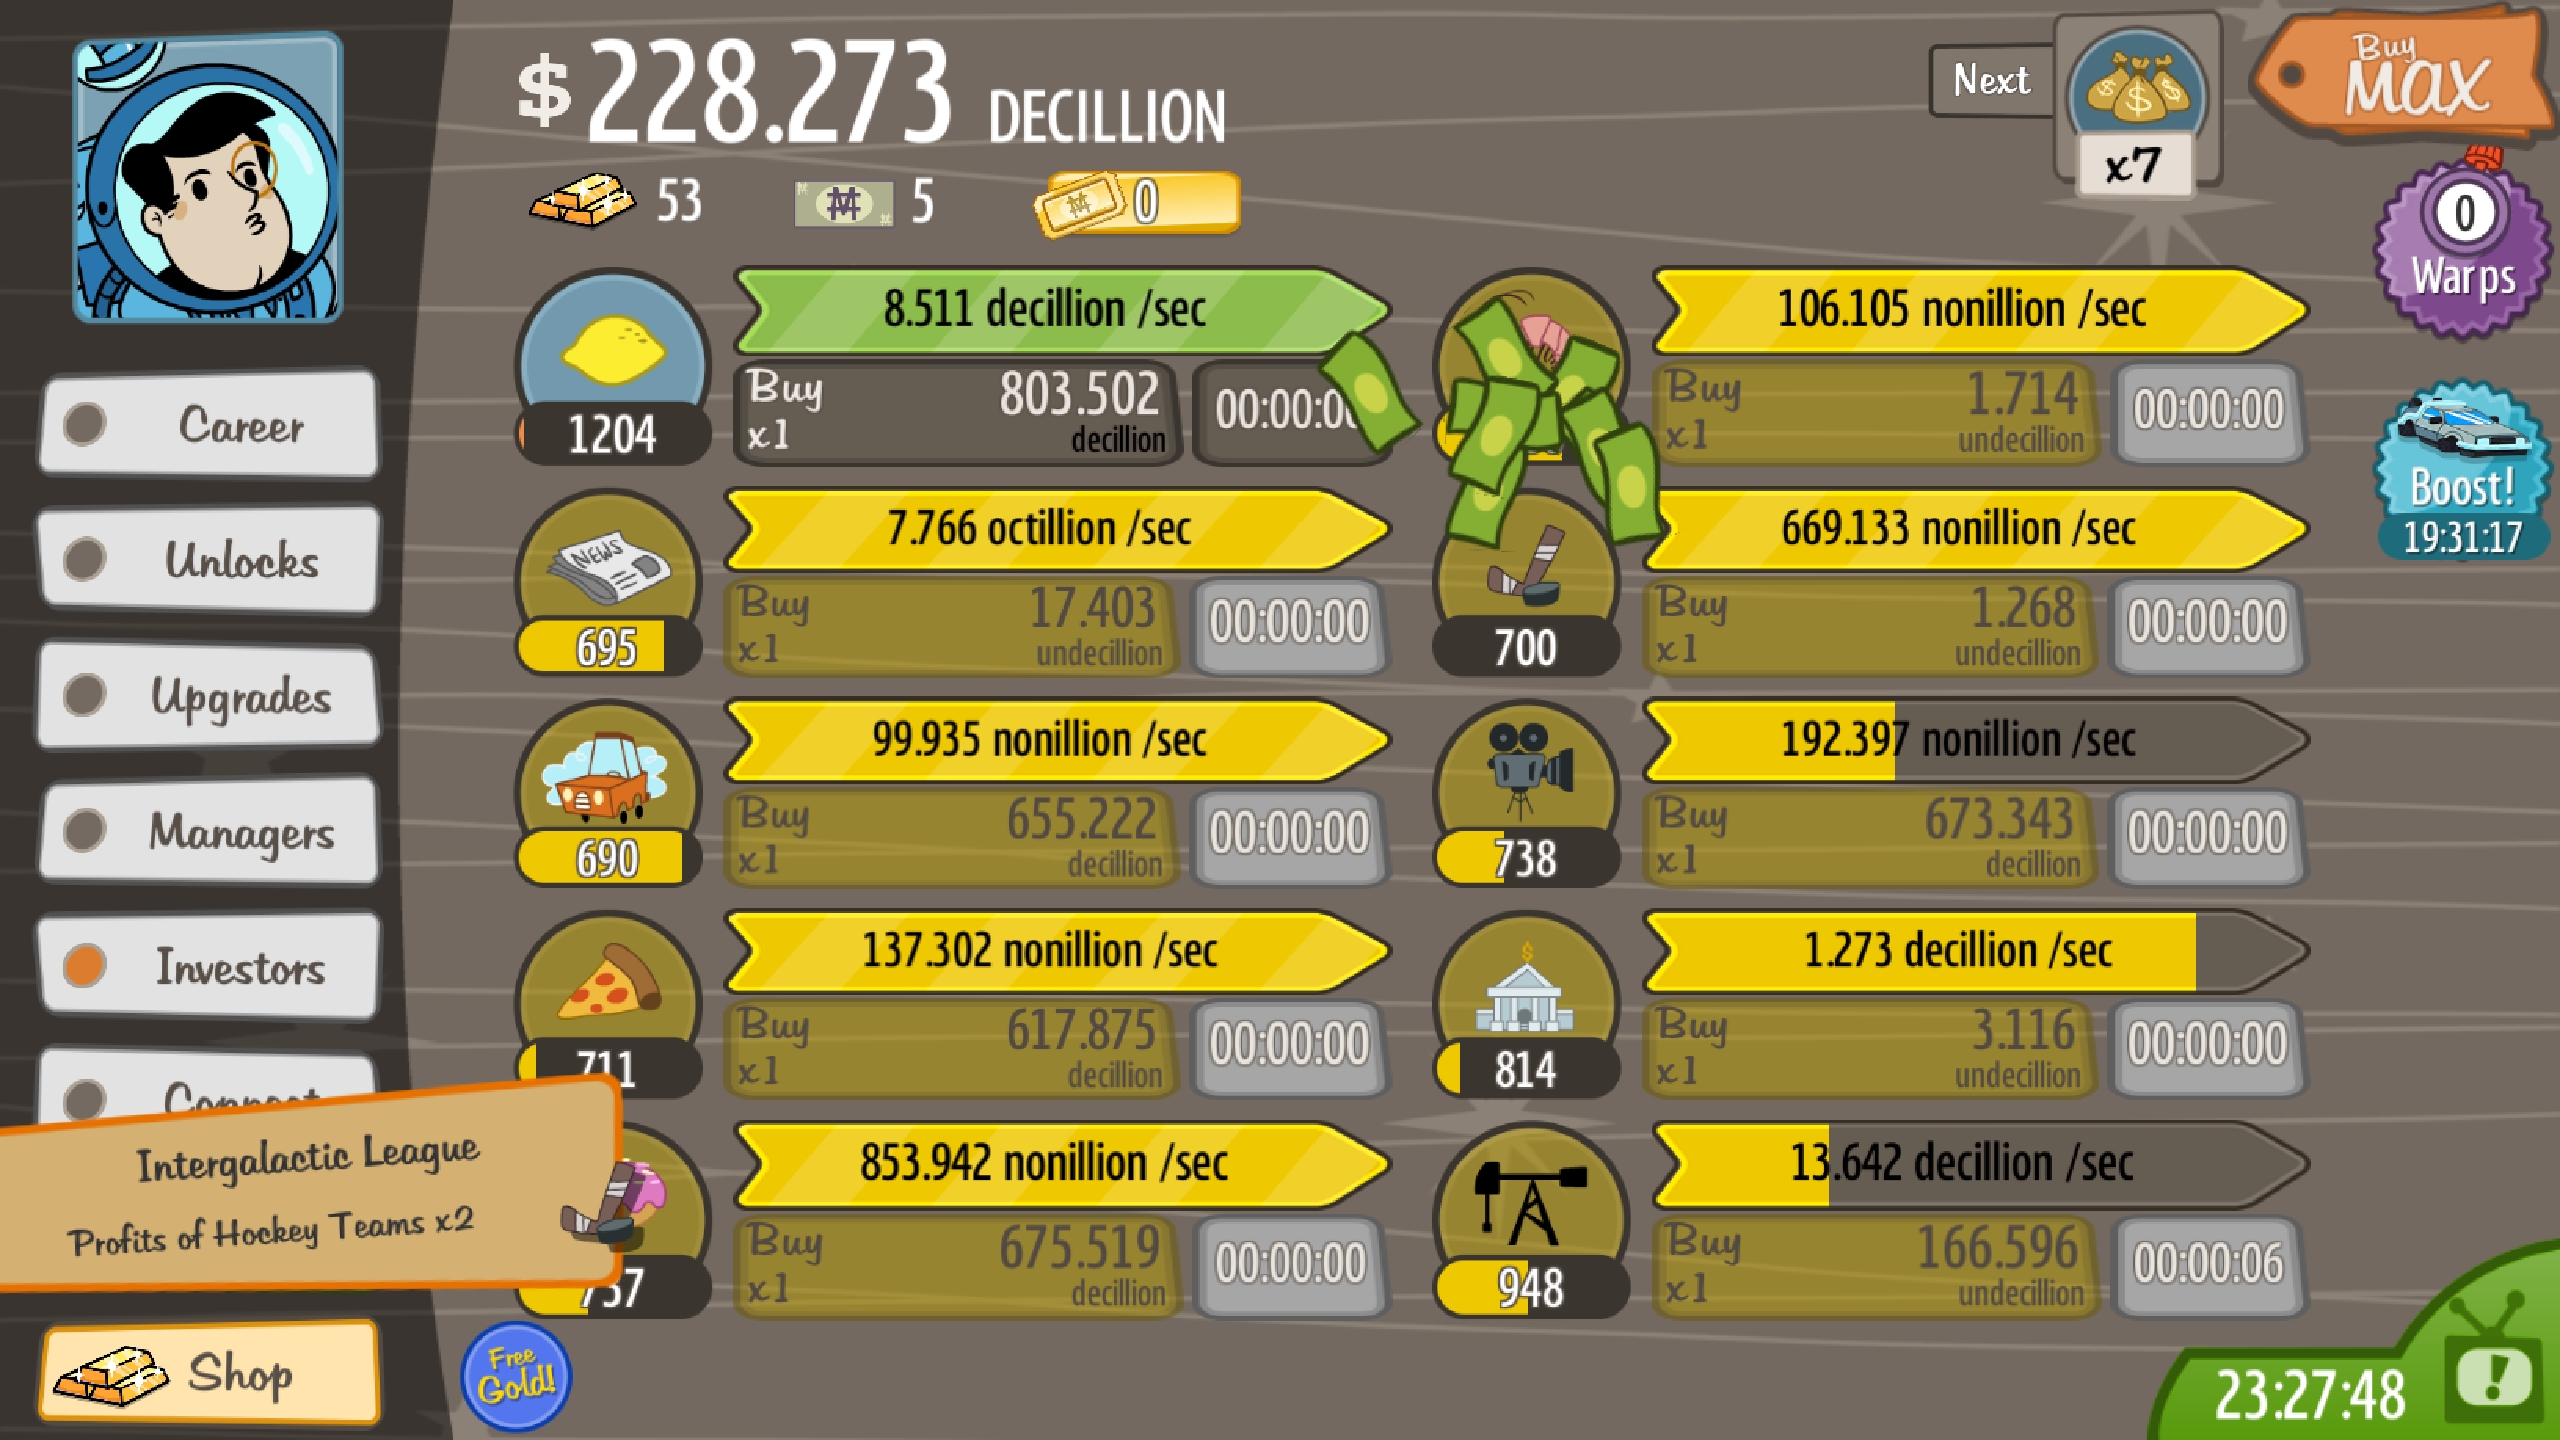 $228.273 DECILLION
Next
x7
Buy
MAX
53
5
0
0
Warps
Boost!
19:31:17
Career
Unlocks
Upgrades
Managers
Investors
Intergalactic League
Profits of Hockey Teams x2
Shop
Free
Gold!
1204
8.511 decillion /sec
Buy
x1
803.502
decillion
NEWS
695
7.766 octillion /sec
Buy
x1
17.403
undecillion
00:00:00
690
99.935 nonillion /sec
Buy
x1
655.222
decillion
00:00:00
711
137.302 nonillion /sec
Buy
x1
617.875
decillion
00:00:00
853.942 nonillion /sec
Buy
x1
675.519
decillion
00:00:00
106.105 nonillion /sec
Buy
x1
1.714
undecillion
00:00:00
700
669.133 nonillion /sec
Buy
x1
1.268
undecillion
00:00:00
738
192.397 nonillion /sec
Buy
x1
673.343
decillion
00:00:00
814
1.273 decillion /sec
Buy
x1
3.116
undecillion
00:00:00
948
13.642 decillion /sec
Buy
x1
166.596
undecillion
00:00:06
23:27:48